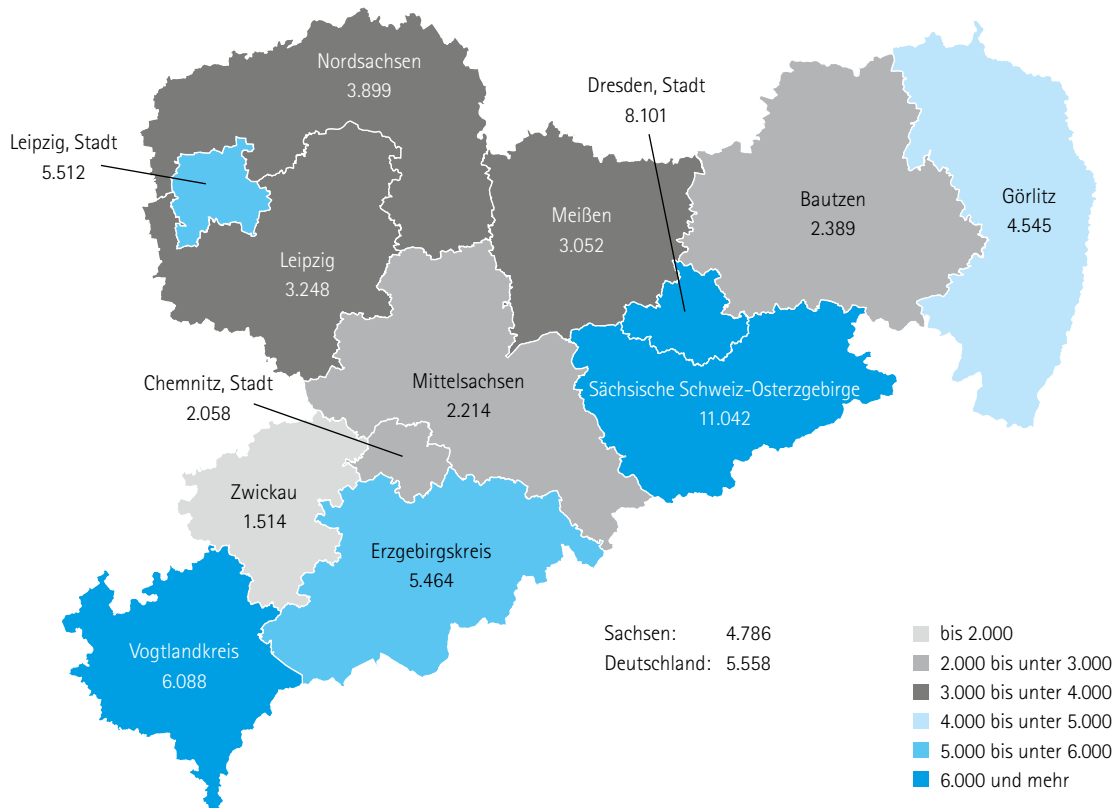 Nordsachsen
3.899
Dresden, Stadt
8.101
Leipzig, Stadt
5.512
Bautzen
2.389
Görlitz
4.545
Meißen
3.052
Leipzig
3.248
Chemnitz, Stadt
2.058
Mittelsachsen
2.214
Sächsische Schweiz-Osterzgebirge
11.042
Zwickau
1.514
Erzgebirgskreis
5.464
Vogtlandkreis
6.088
Sachsen: 4.786
Deutschland: 5.558
bis 2.000
2.000 bis unter 3.000
3.000 bis unter 4.000
4.000 bis unter 5.000
5.000 bis unter 6.000
6.000 und mehr